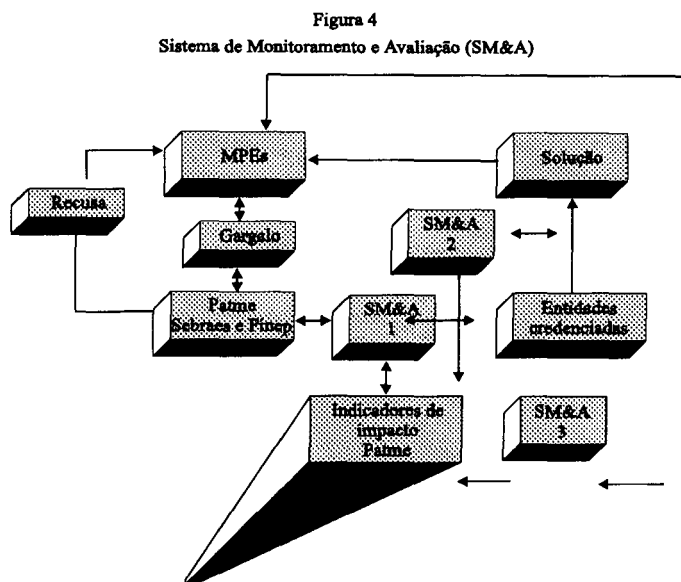 Figura 4
Sistema de Monitoramento e Avaliação (SM&A)
MPEs
Solução
Recusa
Gargalo
SM&A
2
Patme
Sebraes e Finep
SM&A
1
Entidades
credenciadas
Indicadores de
impacto
Patme
SM&A
3